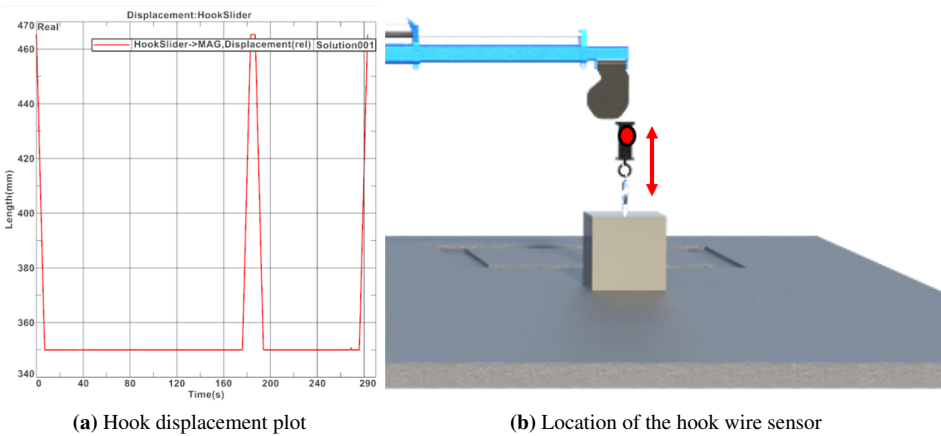 Displacement:HookSlider
470
Real
HookSlider->MAG,Displacement(rel) Solution001
460
440
420
400
380
360
340
Length(mm)
0 40 80 120 160 200 240 290
Time(s)
(a) Hook displacement plot
(b) Location of the hook wire sensor